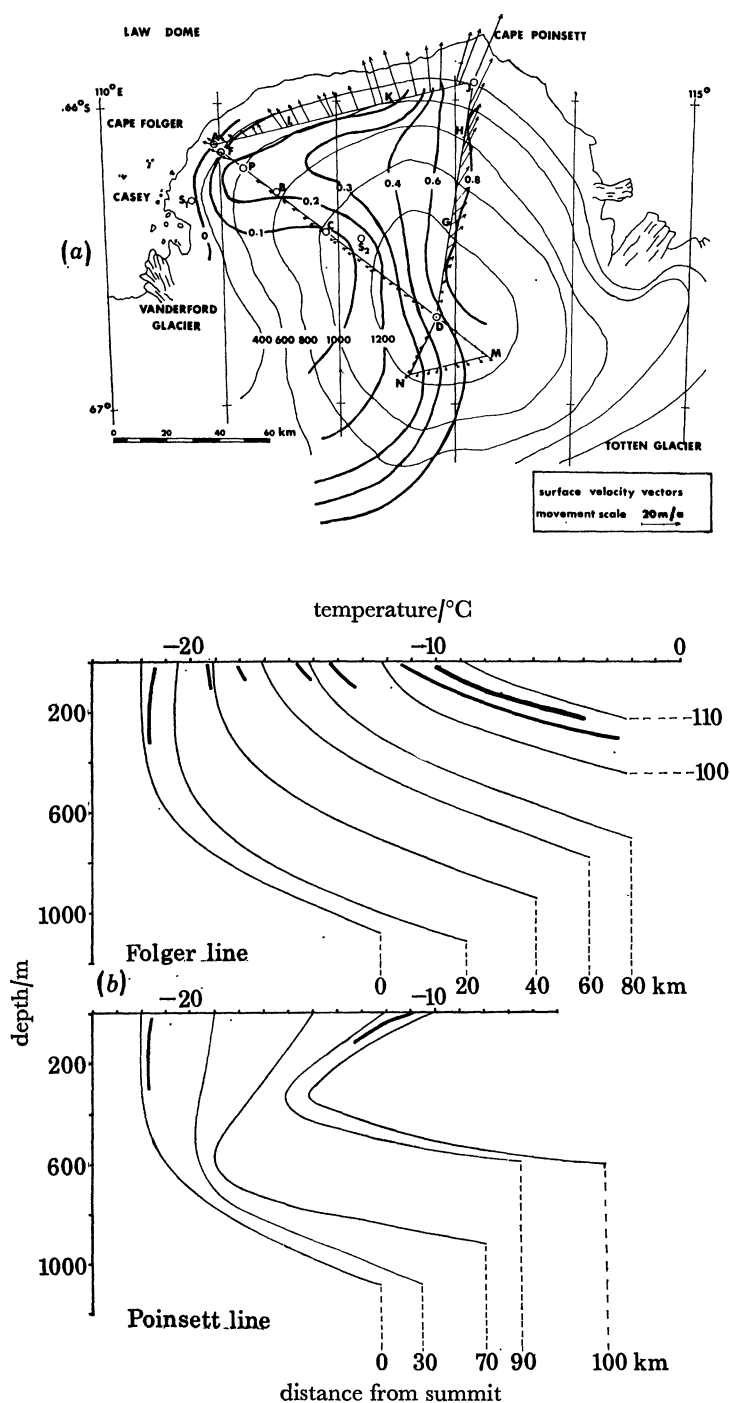 LAW DOME
CAPE POINSETT
110°E
115°
66°S
CAPE FOLGER
K
J
L
H
F
P
CASEY
S₁
B
0.2
0.3
0.4
0.6
0.8
G
0
0.1
C
S₂
(a)
VANDERFORD
GLACIER
400 600 800 1000 1200
D
M
N
67°
0 20 40 60 km
TOTTEN GLACIER
surface velocity vectors
movement scale 20m/a
temperature/°C
-20 -10 0
200
110
100
600
1000
Folger line
0 20 40 60 80 km
(b)
-20 -10
depth/m
200
600
1000
Poinsett line
0 30 70 90 100 km
distance from summit